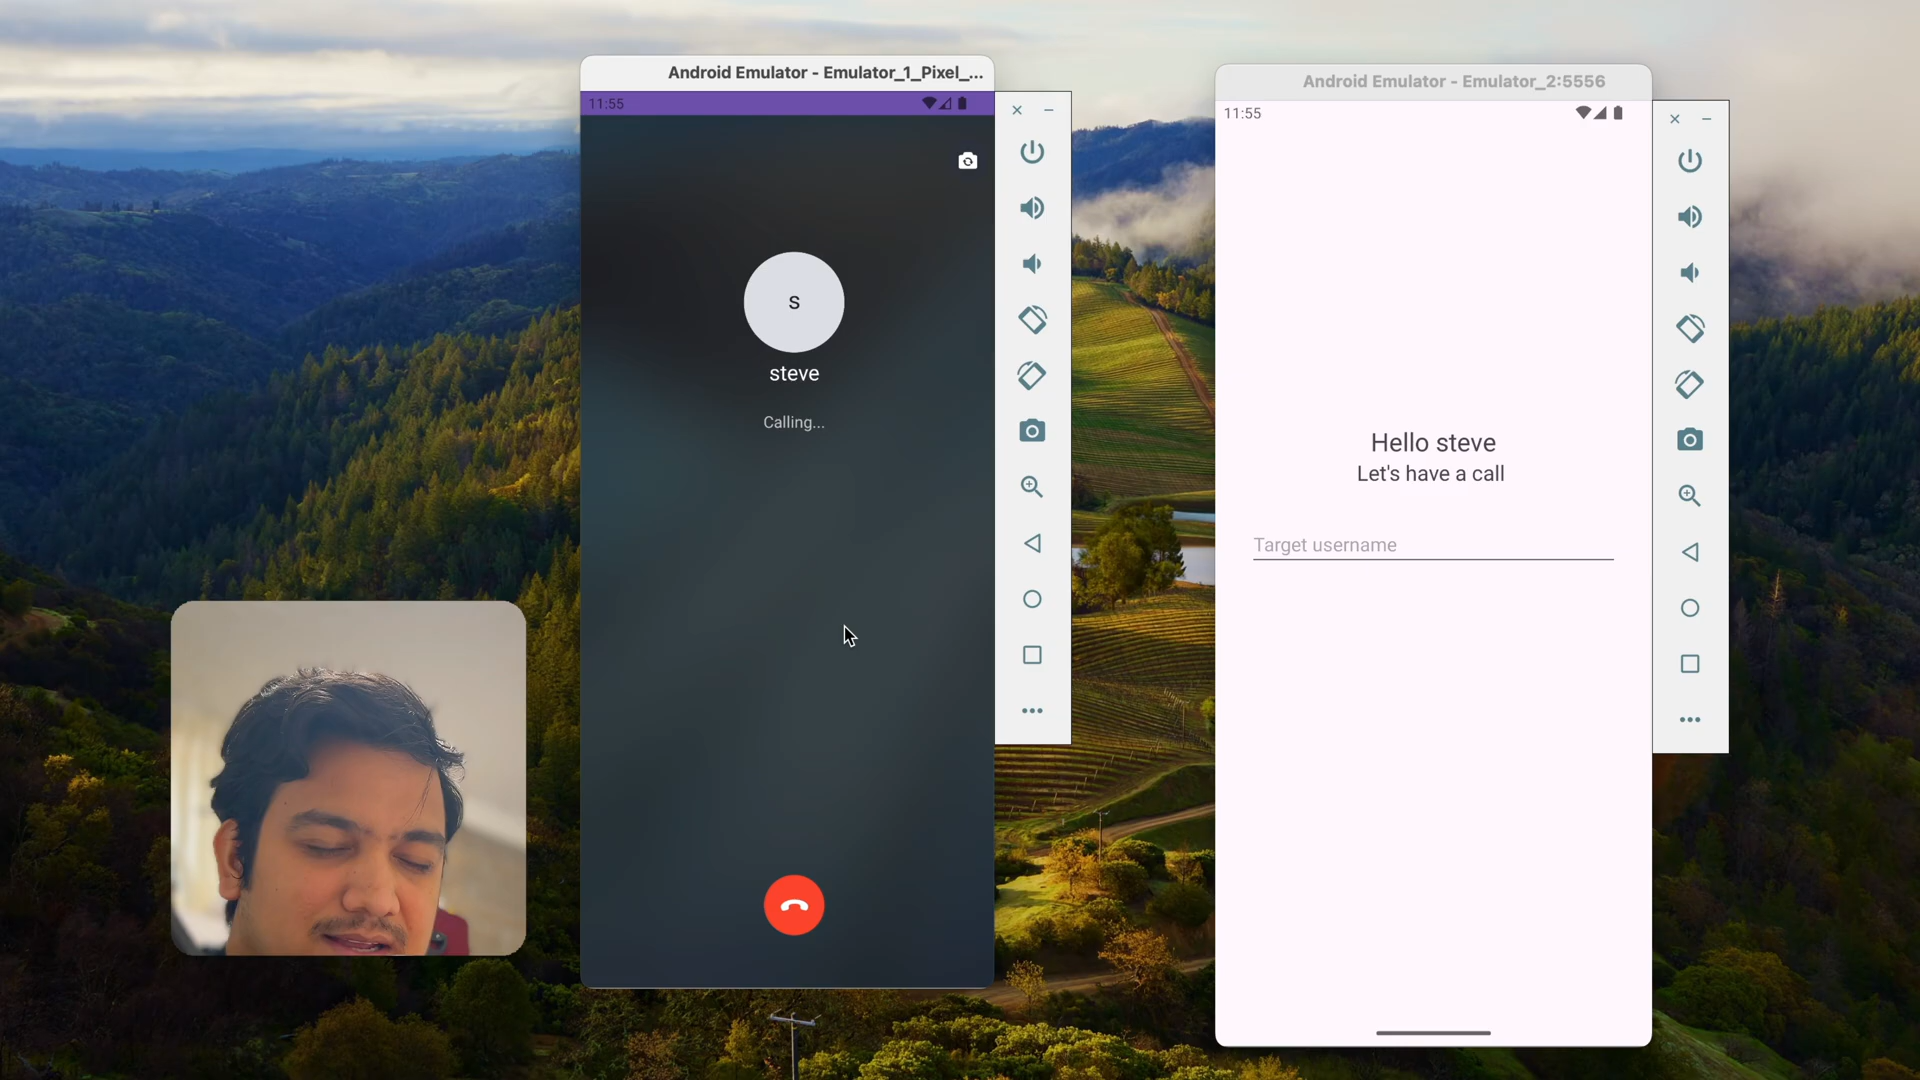 Android Emulator - Emulator_1_Pixel_...
11:55
S
steve
Calling...
Android Emulator - Emulator_2:5556
11:55
Hello steve
Let's have a call
Target username